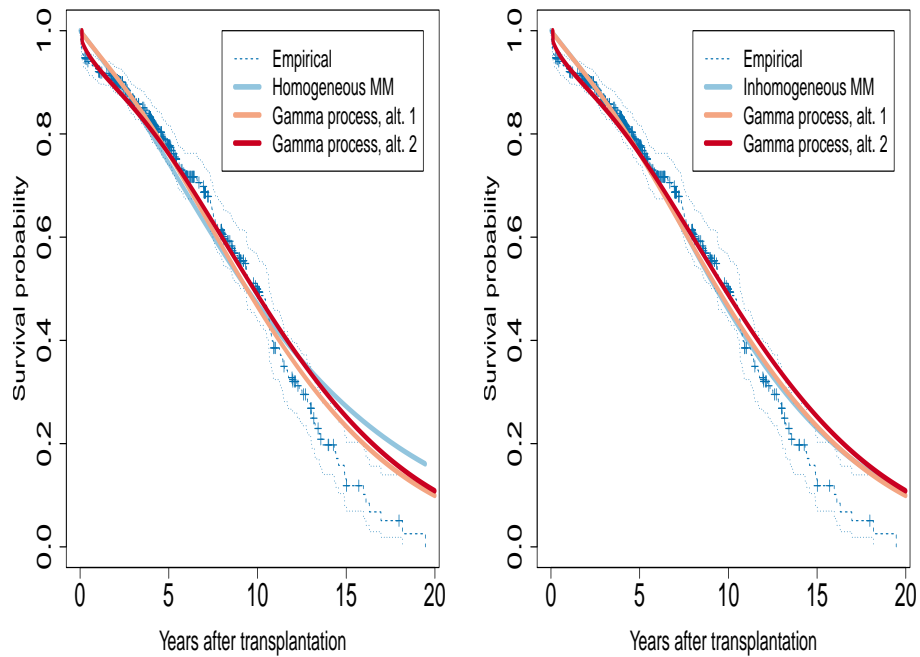 Survival probability
0.0 0.2 0.4 0.6 0.8 1.0
Empirical
Homogeneous MM
Gamma process, alt. 1
Gamma process, alt. 2
0 5 10 15 20
Years after transplantation
Survival probability
0.0 0.2 0.4 0.6 0.8 1.0
Empirical
Inhomogeneous MM
Gamma process, alt. 1
Gamma process, alt. 2
0 5 10 15 20
Years after transplantation